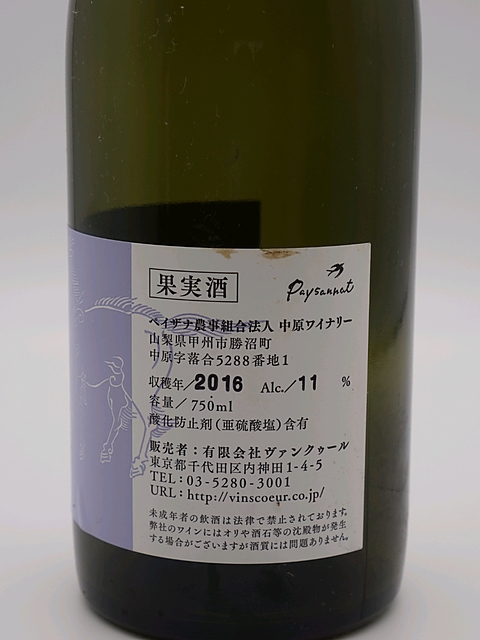 果実酒
Paysannat
ペイザナ農事組合法人 中原ワイナリー
山梨県甲州市勝沼町
中原字落合5288番地1
収穫年/2016 Alc./11 %
容量/750ml
酸化防止剤(亜硫酸塩)含有
販売者:有限会社ヴァンクゥール
東京都千代田区内神田1-4-5
TEL:03-5280-3001
URL:http://vinscoeur.co.jp/
未成年者の飲酒は法律で禁止されております。
弊社のワインにはオリや酒石等の沈殿物が発生
する場合がございますが酒質には問題ありません。